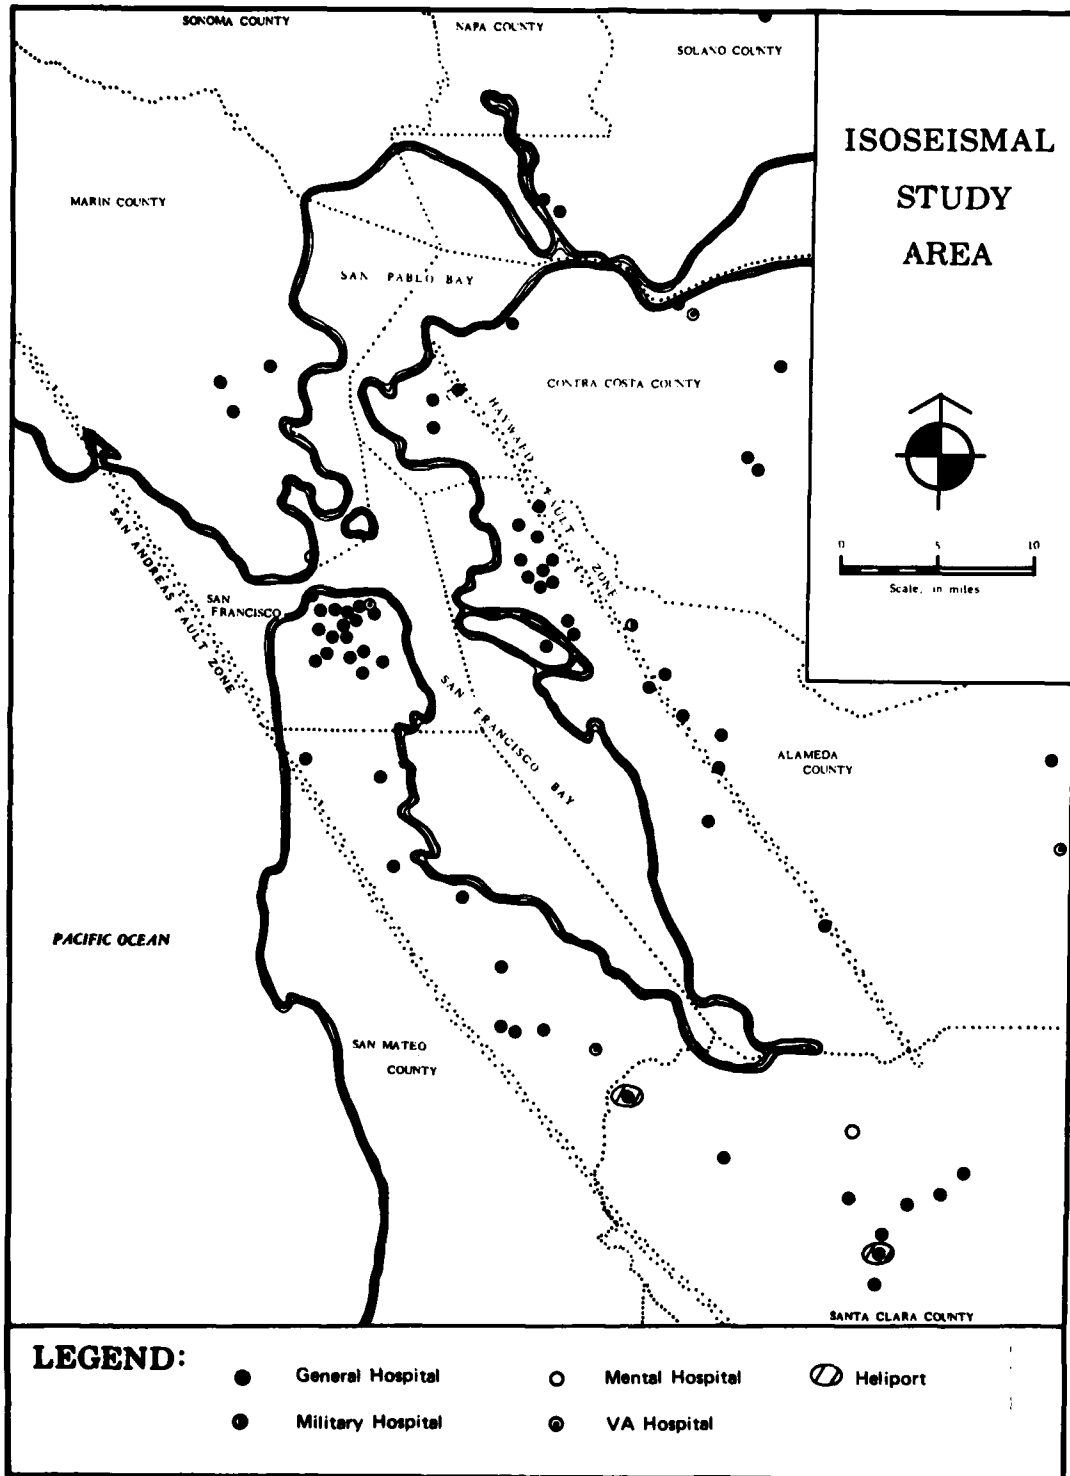 SONOMA COUNTY
NAPA COUNTY
SOLANO COUNTY
ISOSEISMAL
STUDY
AREA
MARIN COUNTY
SAN PABLO BAY
CONTRA COSTA COUNTY
HAYWARD FAULT ZONE
SAN ANDREAS FAULT ZONE
0 5 10
Scale, in miles
SAN
FRANCISCO
SAN FRANCISCO BAY
ALAMEDA
COUNTY
PACIFIC OCEAN
SAN MATEO
COUNTY
SANTA CLARA COUNTY
LEGEND:
General Hospital
Mental Hospital
Heliport
Military Hospital
VA Hospital